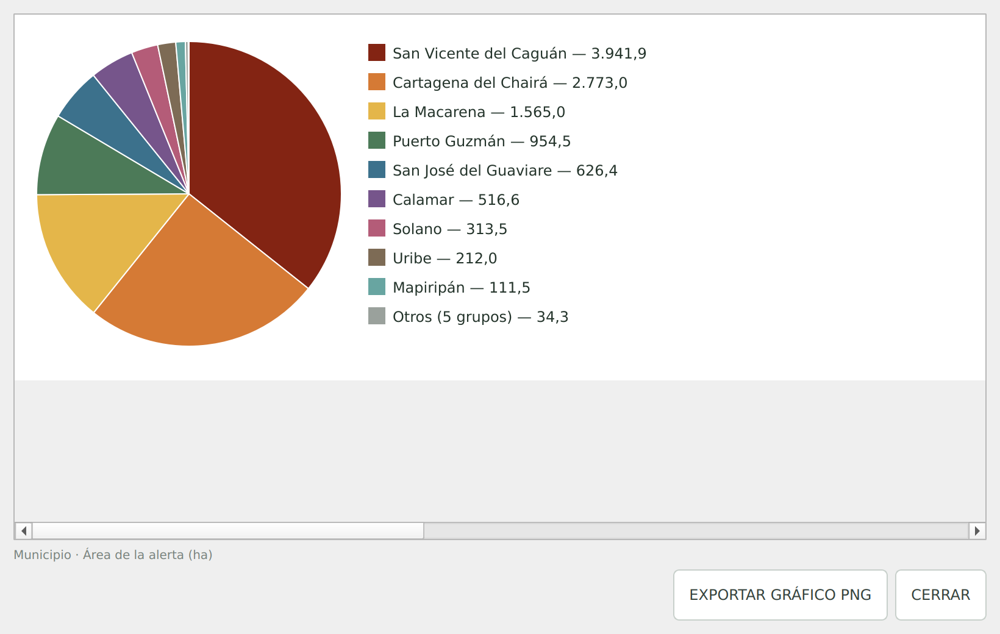 San Vicente del Caguán — 3.941,9
Cartagena del Chairá — 2.773,0
La Macarena — 1.565,0
Puerto Guzmán — 954,5
San José del Guaviare — 626,4
Calamar — 516,6
Solano — 313,5
Uribe — 212,0
Mapiripán — 111,5
Otros (5 grupos) — 34,3
Municipio · Área de la alerta (ha)
EXPORTAR GRÁFICO PNG
CERRAR